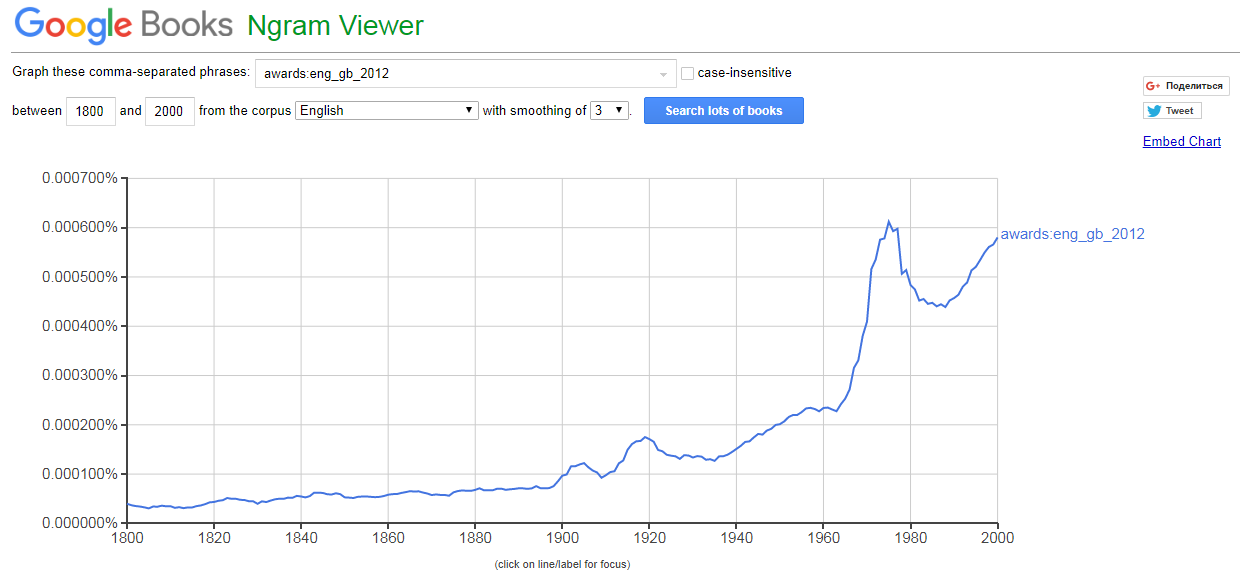 Google Books Ngram Viewer
Graph these comma-separated phrases: awards:eng_gb_2012 case-insensitive
between 1800 and 2000 from the corpus English with smoothing of 3 . Search lots of books
G+ Поделиться
Tweet
Embed Chart
0.000700%
0.000600%
awards:eng_gb_2012
0.000500%
0.000400%
0.000300%
0.000200%
0.000100%
0.000000%
1800 1820 1840 1860 1880 1900 1920 1940 1960 1980 2000
(click on line/label for focus)